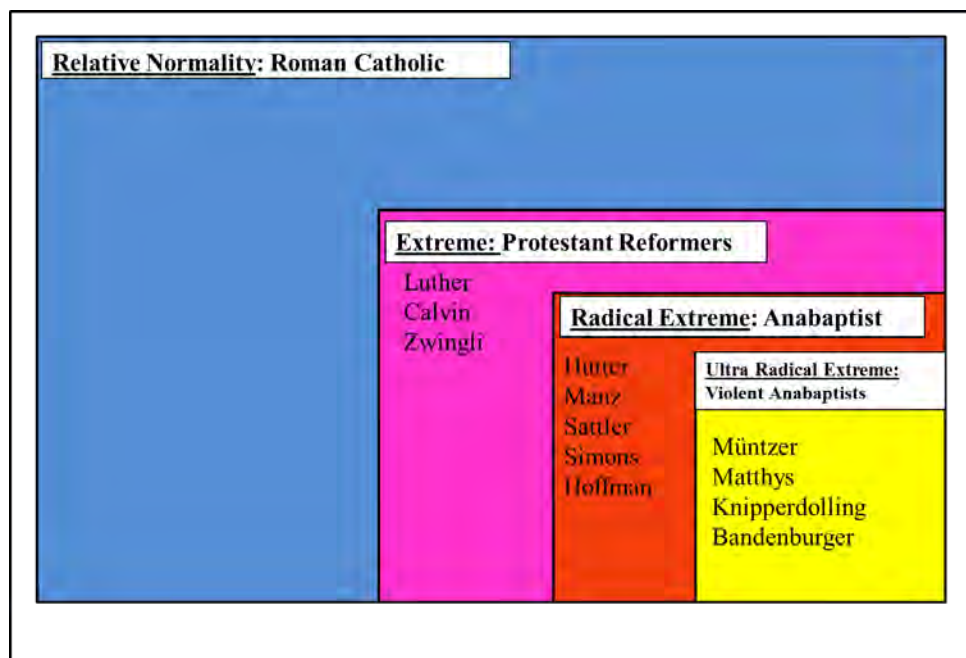 Relative Normality: Roman Catholic
Extreme: Protestant Reformers
Luther
Calvin
Zwingli
Radical Extreme: Anabaptist
Hutter
Manz
Sattler
Simons
Hoffman
Ultra Radical Extreme:
Violent Anabaptists
Müntzer
Matthys
Knipperdolling
Bandenburger